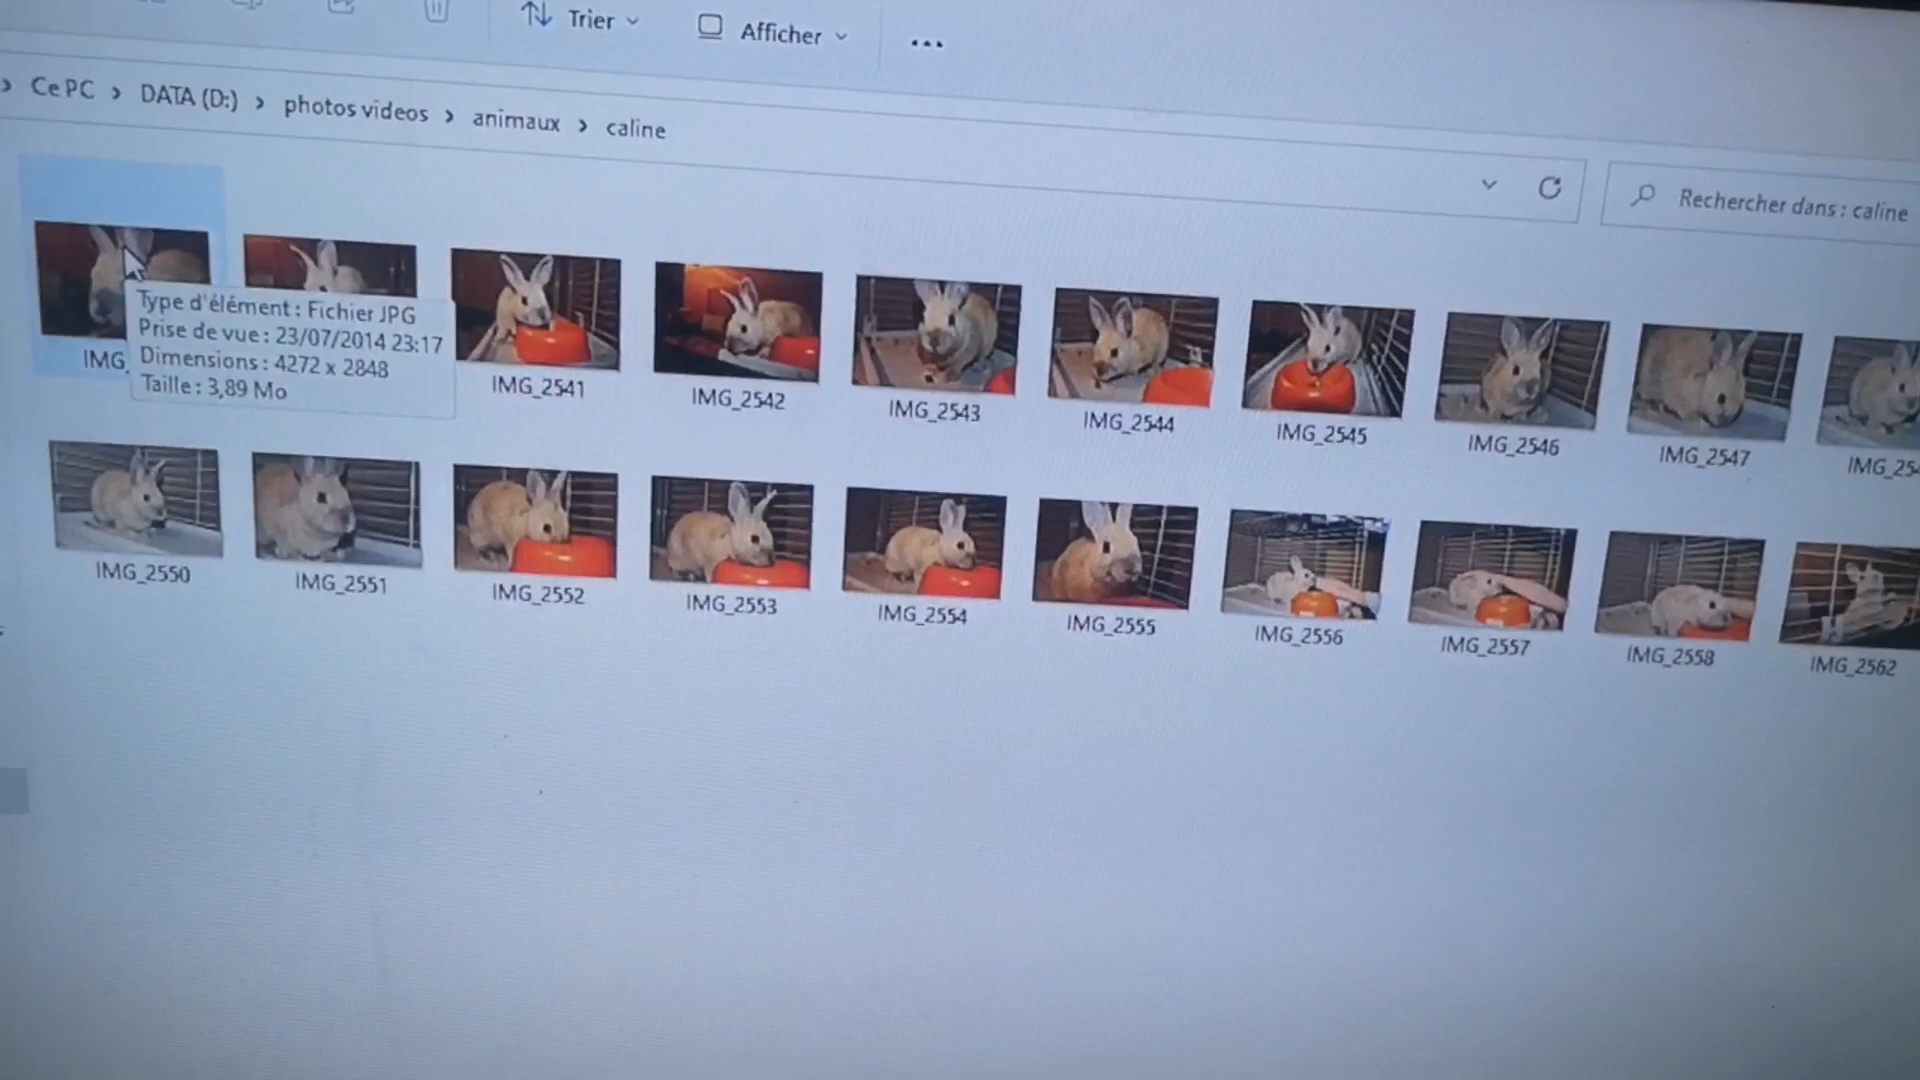 Trier
Afficher
Ce PC > DATA (D:) > photos videos > animaux > caline
Rechercher dans : caline
Type d'élément : Fichier JPG
Prise de vue : 23/07/2014 23:17
Dimensions : 4272 x 2848
Taille : 3,89 Mo
IMG_2541
IMG_2542
IMG_2543
IMG_2544
IMG_2545
IMG_2546
IMG_2547
IMG_2550
IMG_2551
IMG_2552
IMG_2553
IMG_2554
IMG_2555
IMG_2556
IMG_2557
IMG_2558
IMG_2562